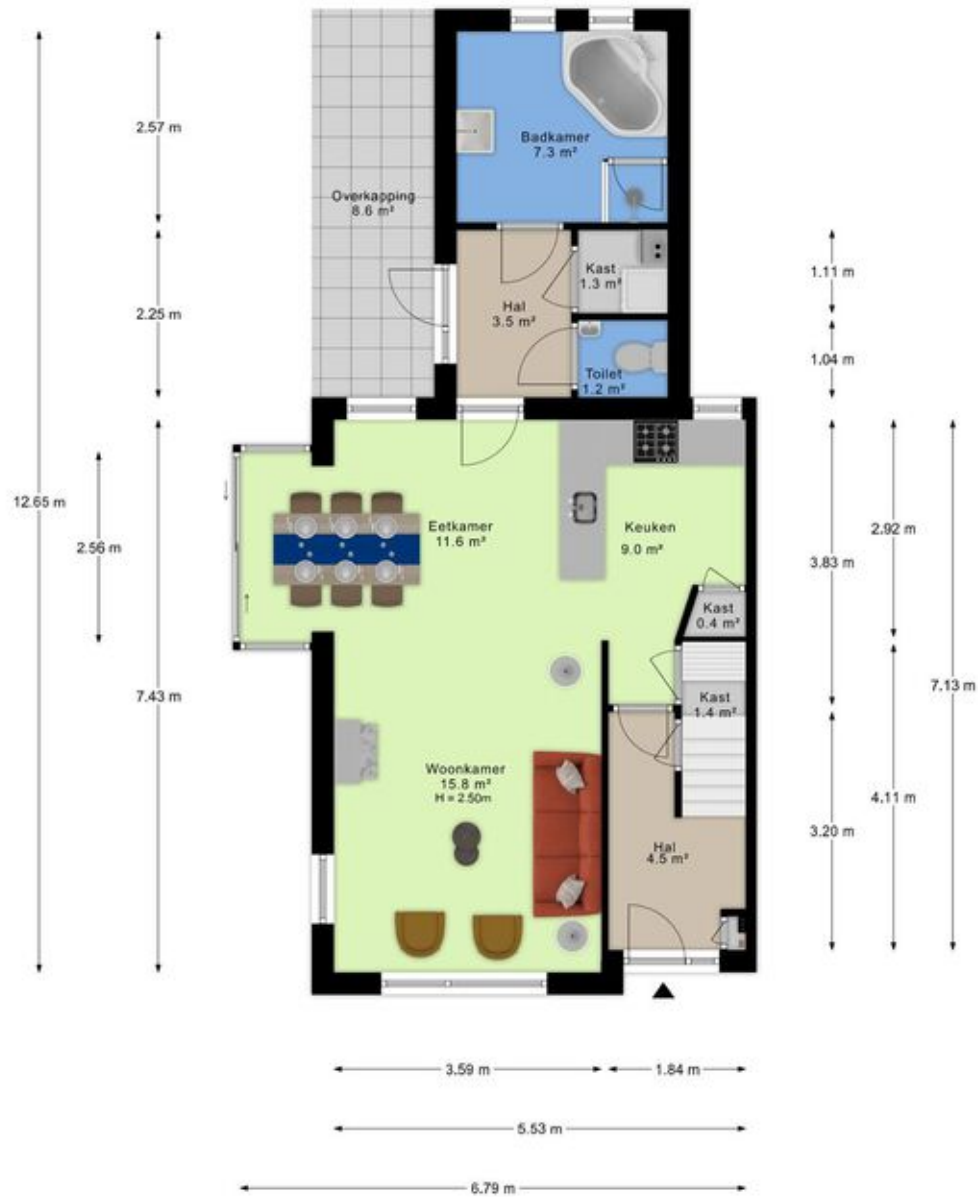 2.57 m
Badkamer
7.3 m²
Overkapping
8.6 m²
Kast
1.3 m²
1.11 m
2.25 m
Hal
3.5 m²
Toilet
1.2 m²
1.04 m
12.65 m
2.56 m
Eetkamer
11.6 m²
Keuken
9.0 m²
3.83 m
2.92 m
Kast
0.4 m²
7.43 m
Kast
1.4 m²
7.13 m
Woonkamer
15.8 m²
H = 2.50m
4.11 m
3.20 m
Hal
4.5 m²
3.59 m
1.84 m
5.53 m
6.79 m